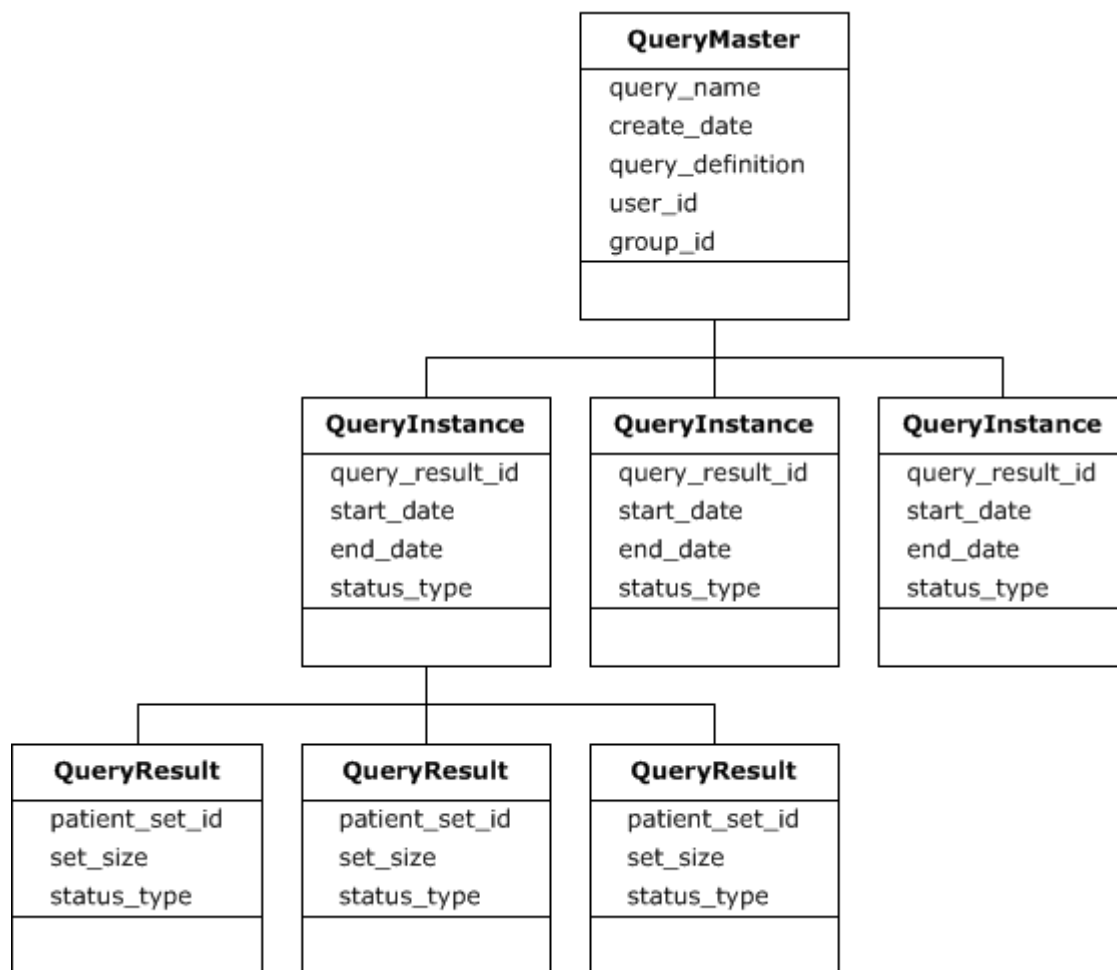 QueryMaster
query_name
create_date
query_definition
user_id
group_id
QueryInstance
query_result_id
start_date
end_date
status_type
QueryInstance
query_result_id
start_date
end_date
status_type
QueryInstance
query_result_id
start_date
end_date
status_type
QueryResult
patient_set_id
set_size
status_type
QueryResult
patient_set_id
set_size
status_type
QueryResult
patient_set_id
set_size
status_type